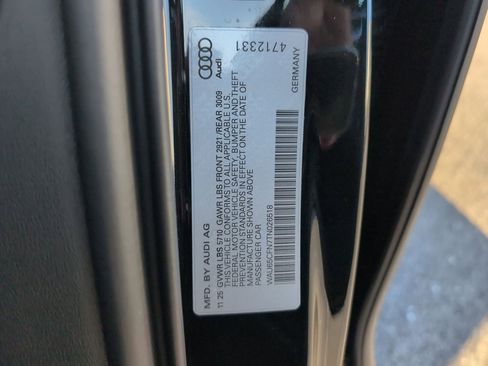 4712331
Audi
GERMANY
MFD. BY AUDI AG
11 25 GVWR LBS 5710 GAWR LBS FRONT 2921/REAR 3009
THIS VEHICLE CONFORMS TO ALL APPLICABLE U.S.
FEDERAL MOTOR VEHICLE SAFETY, BUMPER AND THEFT
PREVENTION STANDARDS IN EFFECT ON THE DATE OF
MANUFACTURE SHOWN ABOVE
PASSENGER CAR
WAU65CFN7TN026518